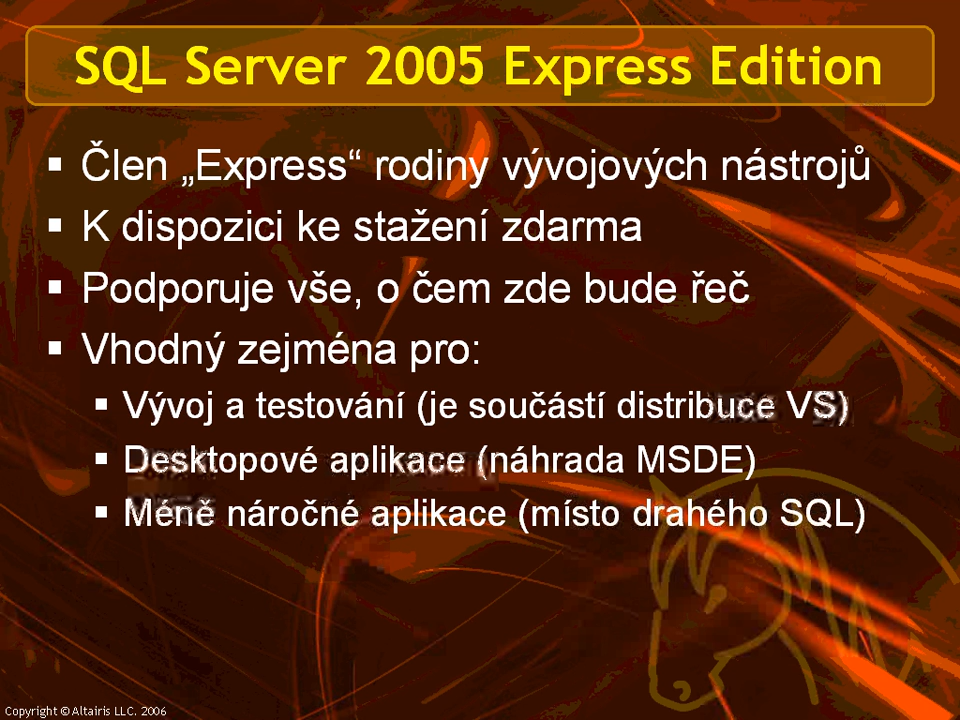 SQL Server 2005 Express Edition
▪ Člen „Express“ rodiny vývojových nástrojů
▪ K dispozici ke stažení zdarma
▪ Podporuje vše, o čem zde bude řeč
▪ Vhodný zejména pro:
▪ Vývoj a testování (je součástí distribuce VS)
▪ Desktopové aplikace (náhrada MSDE)
▪ Méně náročné aplikace (místo drahého SQL)
Copyright © Altairis LLC. 2006